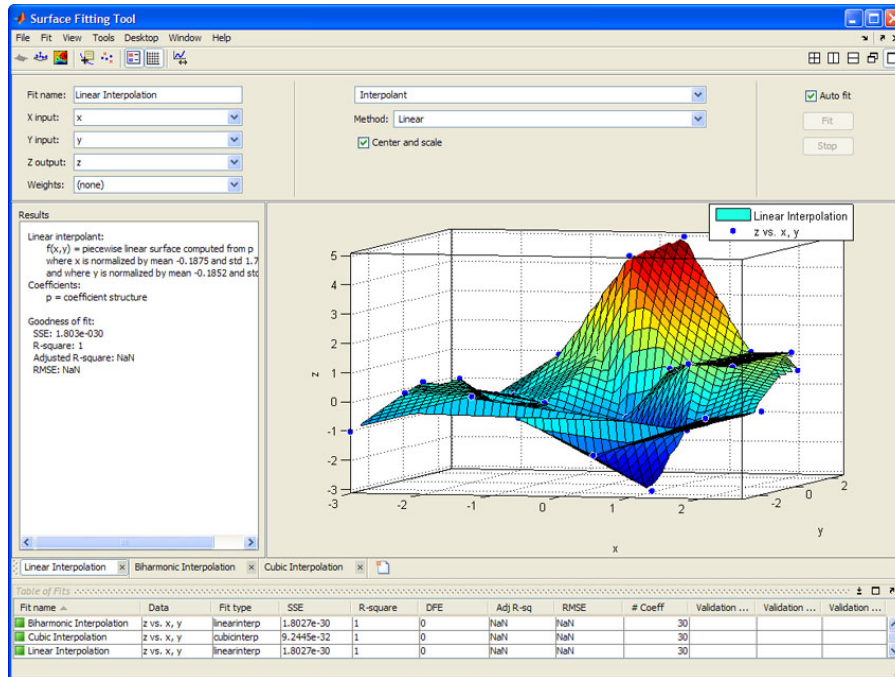 Surface Fitting Tool
File Fit View Tools Desktop Window Help
Fit name: Linear Interpolation
X input: x
Y input: y
Z output: z
Weights: (none)
Interpolant
Method: Linear
Center and scale
Auto fit
Fit
Stop
Results
Linear interpolant:
f(x,y) = piecewise linear surface computed from p
where x is normalized by mean -0.1875 and std 1.7
and where y is normalized by mean -0.1852 and std
Coefficients:
p = coefficient structure
Goodness of fit:
SSE: 1.803e-030
R-square: 1
Adjusted R-square: NaN
RMSE: NaN
Linear Interpolation
z vs. x, y
5
4
3
2
1
0
-1
-2
-3
z
-3 -2 -1 0 1 2
x
-2 0 2
y
Linear Interpolation Biharmonic Interpolation Cubic Interpolation
Table of Fits
Fit name Data Fit type SSE R-square DFE Adj R-sq RMSE # Coeff Validation ... Validation ... Validation ...
Biharmonic Interpolation z vs. x, y linearinterp 1.8027e-30 1 0 NaN NaN 30
Cubic Interpolation z vs. x, y cubicinterp 9.2445e-32 1 0 NaN NaN 30
Linear Interpolation z vs. x, y linearinterp 1.8027e-30 1 0 NaN NaN 30